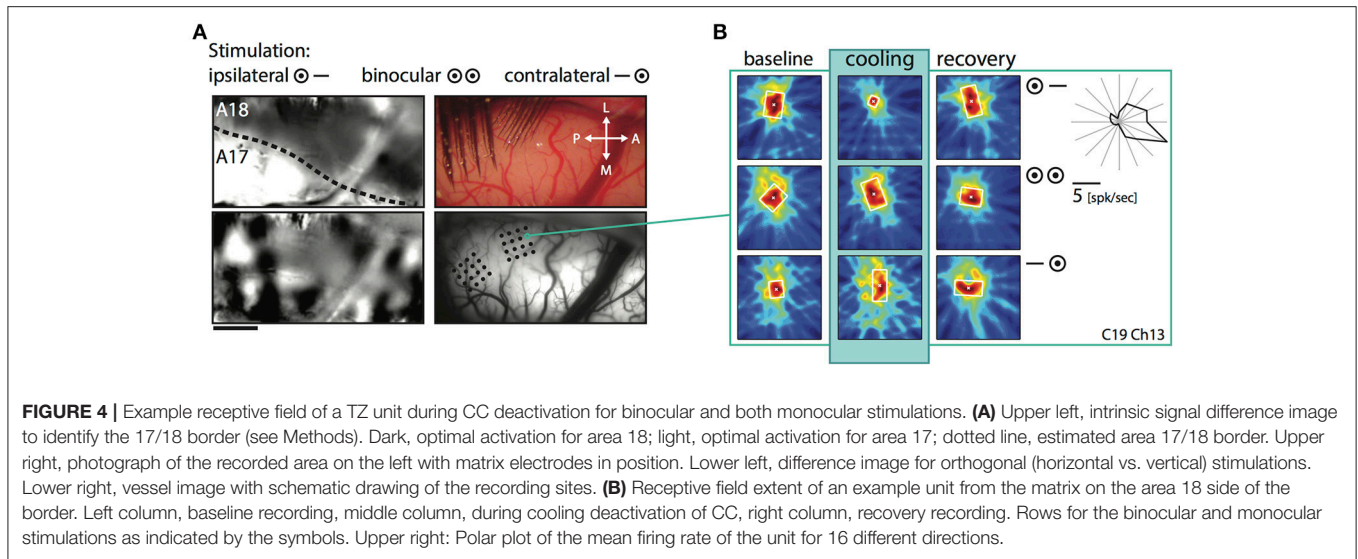 A
Stimulation:
ipsilateral ⊙ — binocular ⊙⊙ contralateral — ⊙
A18
A17
L
P A
M
B
baseline cooling recovery
⊙ —
⊙⊙
5 [spk/sec]
— ⊙
C19 Ch13
FIGURE 4 | Example receptive field of a TZ unit during CC deactivation for binocular and both monocular stimulations. (A) Upper left, intrinsic signal difference image
to identify the 17/18 border (see Methods). Dark, optimal activation for area 18; light, optimal activation for area 17; dotted line, estimated area 17/18 border. Upper
right, photograph of the recorded area on the left with matrix electrodes in position. Lower left, difference image for orthogonal (horizontal vs. vertical) stimulations.
Lower right, vessel image with schematic drawing of the recording sites. (B) Receptive field extent of an example unit from the matrix on the area 18 side of the
border. Left column, baseline recording, middle column, during cooling deactivation of CC, right column, recovery recording. Rows for the binocular and monocular
stimulations as indicated by the symbols. Upper right: Polar plot of the mean firing rate of the unit for 16 different directions.